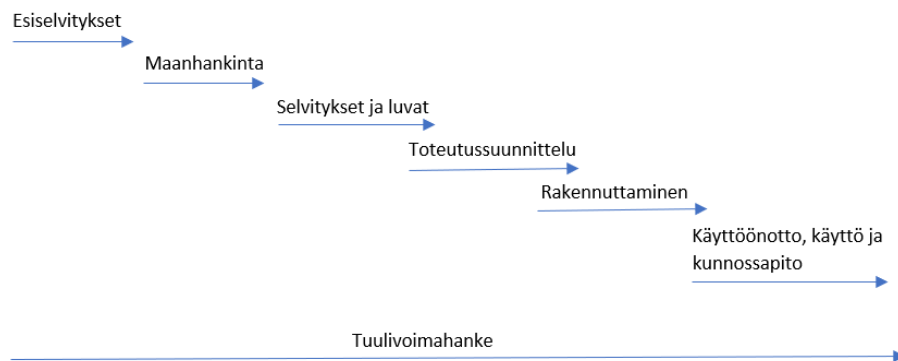 Esiselvitykset
Maanhankinta
Selvitykset ja luvat
Toteutussuunnittelu
Rakennuttaminen
Käyttöönotto, käyttö ja
kunnossapito
Tuulivoimahanke